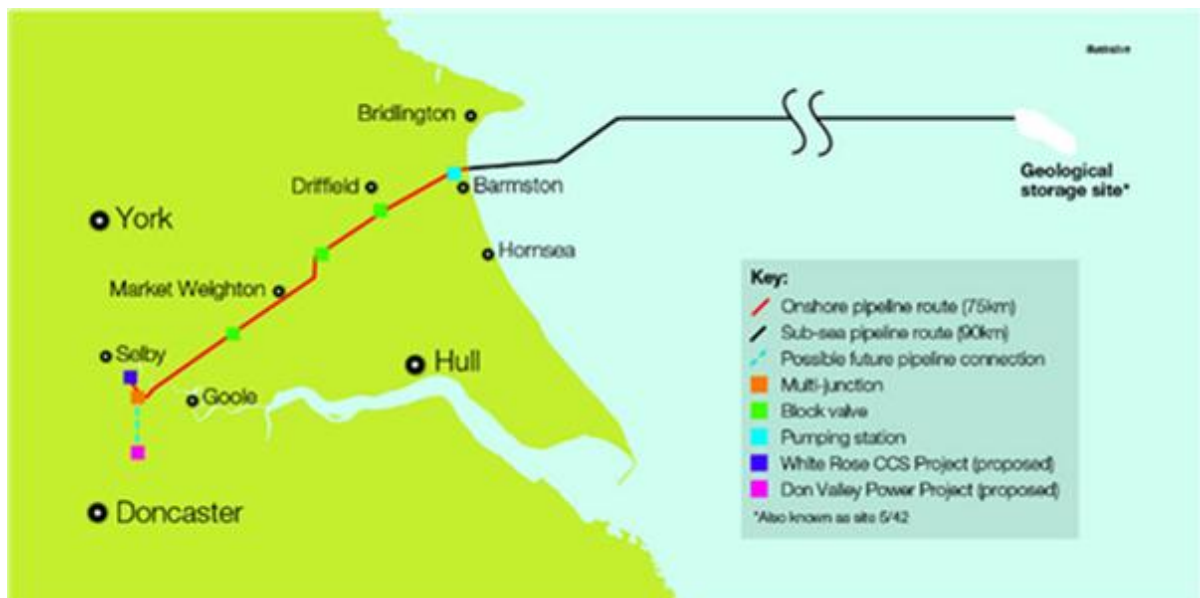 Illustrative
Bridlington
Driffield
Barmston
Geological
storage site*
York
Hornsea
Market Weighton
Key:
Onshore pipeline route (75km)
Sub-sea pipeline route (90km)
Possible future pipeline connection
Selby
Hull
Multi-junction
Goole
Block valve
Pumping station
White Rose CCS Project (proposed)
Don Valley Power Project (proposed)
Doncaster
*Also known as site 5/42